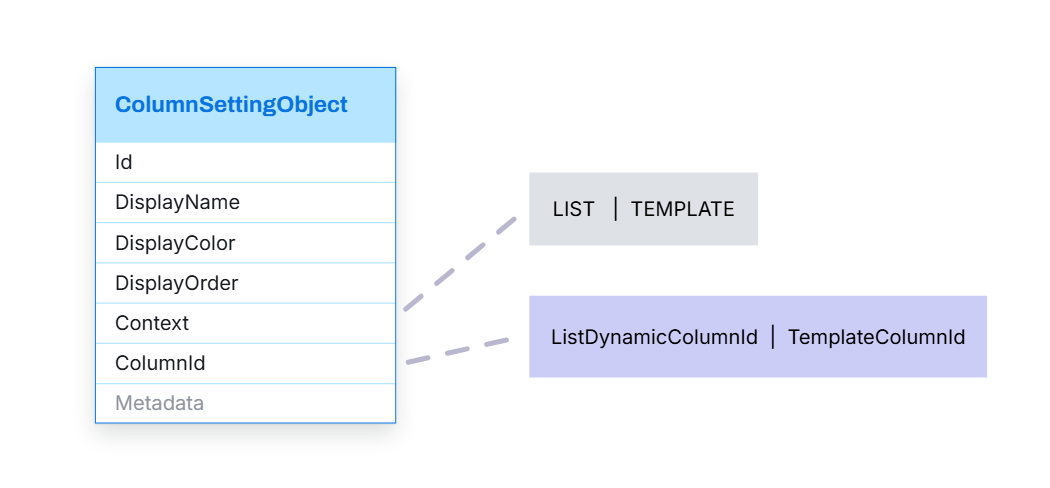 ColumnSettingObject
Id
DisplayName
DisplayColor
DisplayOrder
Context
ColumnId
Metadata
LIST | TEMPLATE
ListDynamicColumnId | TemplateColumnId